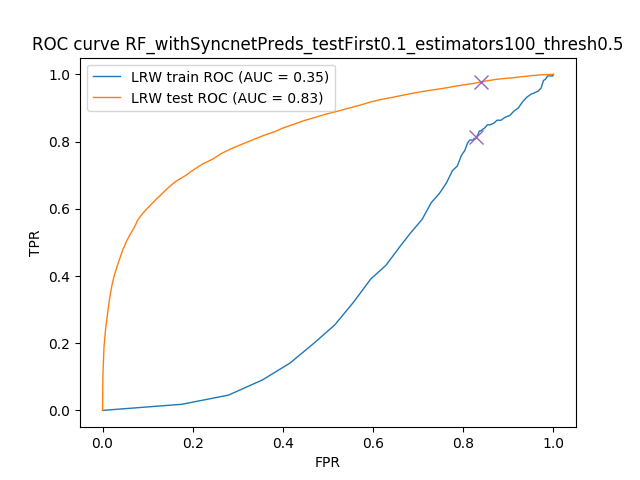 ROC curve RF_withSyncnetPreds_testFirst0.1_estimators100_thresh0.5
LRW train ROC (AUC = 0.35)
LRW test ROC (AUC = 0.83)
1.0
0.8
0.6
0.4
0.2
0.0
TPR
0.0 0.2 0.4 0.6 0.8 1.0
FPR